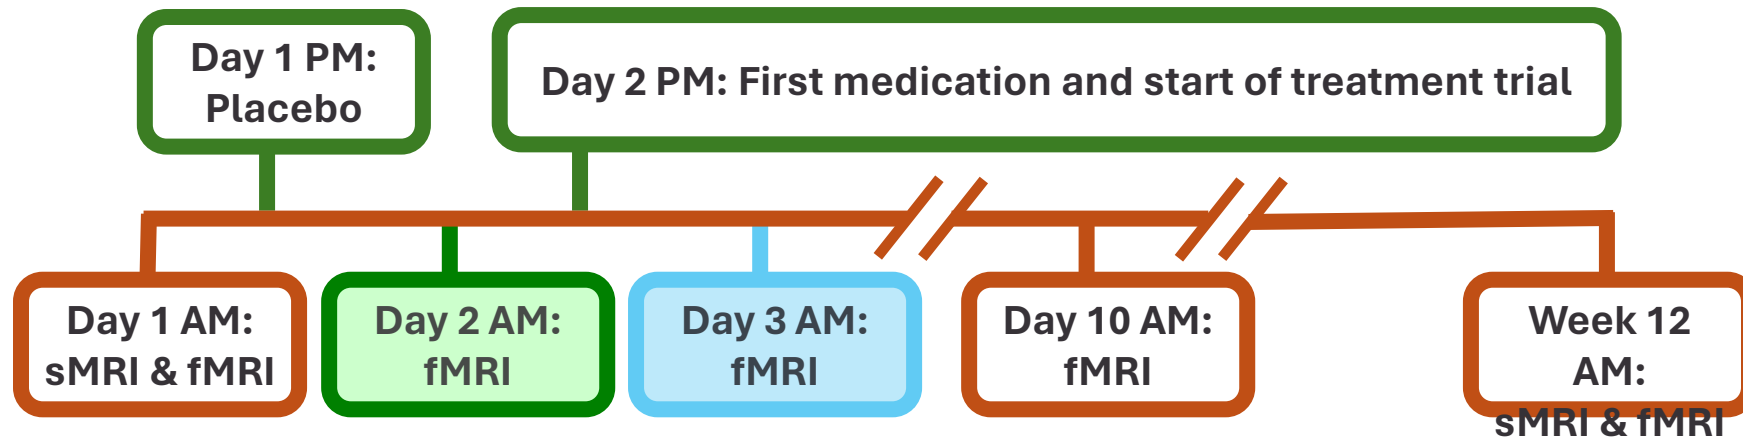 Day 1 PM:
Placebo
Day 2 PM: First medication and start of treatment trial
Day 1 AM:
sMRI & fMRI
Day 2 AM:
fMRI
Day 3 AM:
fMRI
Day 10 AM:
fMRI
Week 12
AM:
sMRI & fMRI